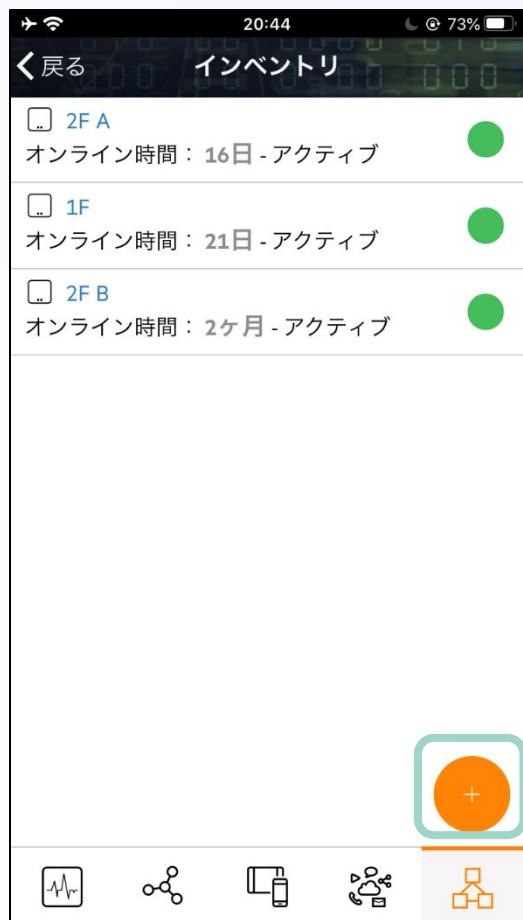 20:44
73%
戻る
インベントリ
2F A
オンライン時間： 16日 - アクティブ
1F
オンライン時間： 21日 - アクティブ
2F B
オンライン時間： 2ヶ月 - アクティブ
+